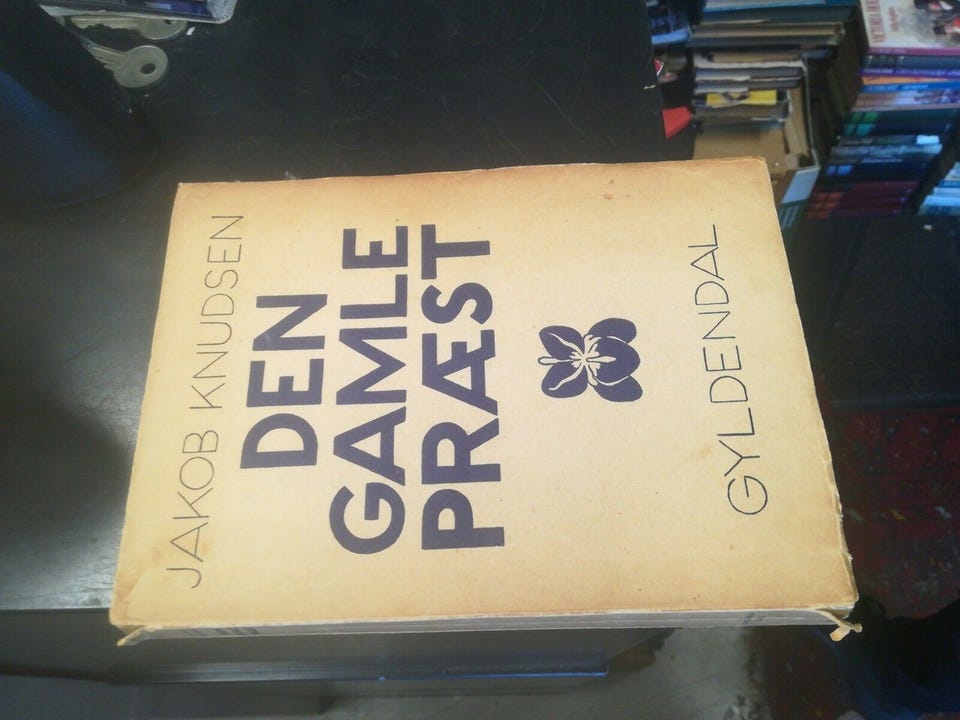 JAKOB KNUDSEN
DEN
GAMLE
PRÆST
GYLDENDAL